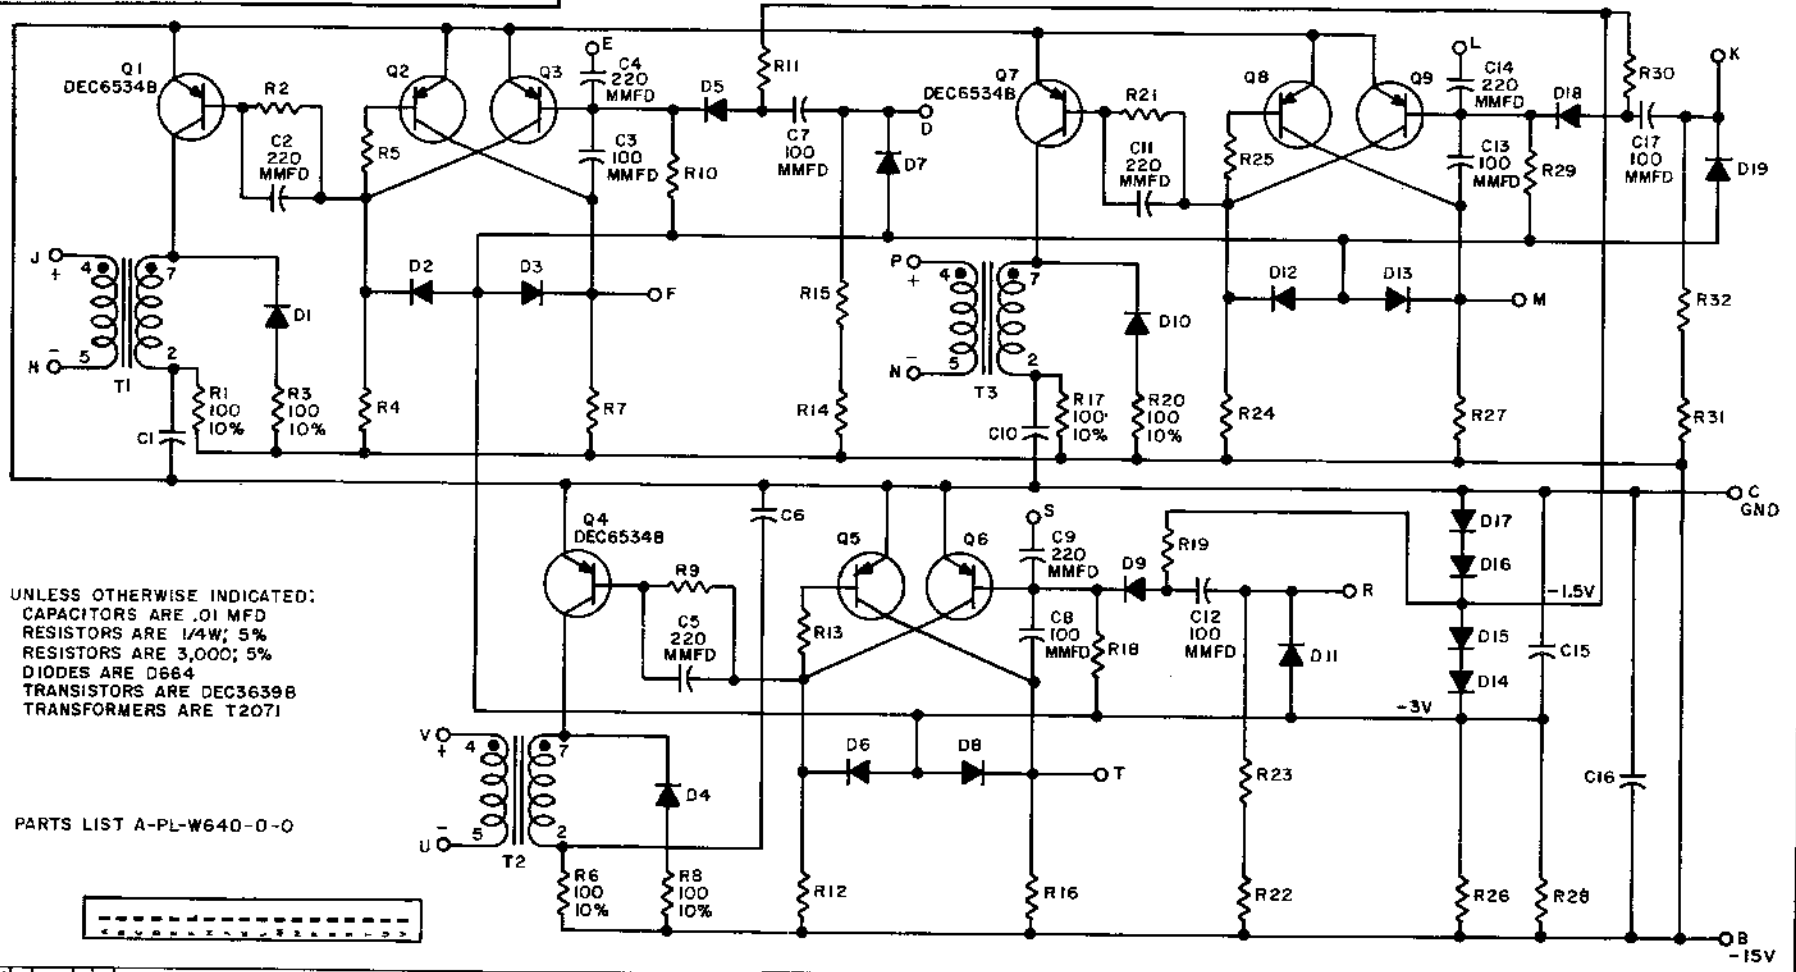 Q1
DEC6534B
R2
C2
220
MMFD
Q2
Q3
R5
E
C4
220
MMFD
C3
100
MMFD
R10
D5
R11
C7
100
MMFD
D
D7
Q7
DEC6534B
R21
C11
220
MMFD
Q8
Q9
R25
L
C14
220
MMFD
C13
100
MMFD
R29
D18
R30
C17
100
MMFD
K
D19
J
+
4
7
H
-
5
2
T1
D1
C1
R1
100
10%
R3
100
10%
D2
D3
F
R4
R7
R15
R14
P
+
4
7
N
-
5
2
T3
D10
C10
R17
100
10%
R20
100
10%
D12
D13
M
R24
R27
R32
R31
C
GND
Q4
DEC6534B
C6
R9
C5
220
MMFD
Q5
Q6
R13
S
C9
220
MMFD
C8
100
MMFD
R18
D9
R19
C12
100
MMFD
R
D11
D17
D16
-1.5V
D15
D14
-3V
C15
C16
UNLESS OTHERWISE INDICATED:
CAPACITORS ARE .01 MFD
RESISTORS ARE 1/4W; 5%
RESISTORS ARE 3,000; 5%
DIODES ARE D664
TRANSISTORS ARE DEC3639B
TRANSFORMERS ARE T2071
PARTS LIST A-PL-W640-0-0
V
+
4
7
U
-
5
2
T2
D4
R6
100
10%
R8
100
10%
D6
D8
T
R12
R16
R23
R22
R26
R28
B
-15V